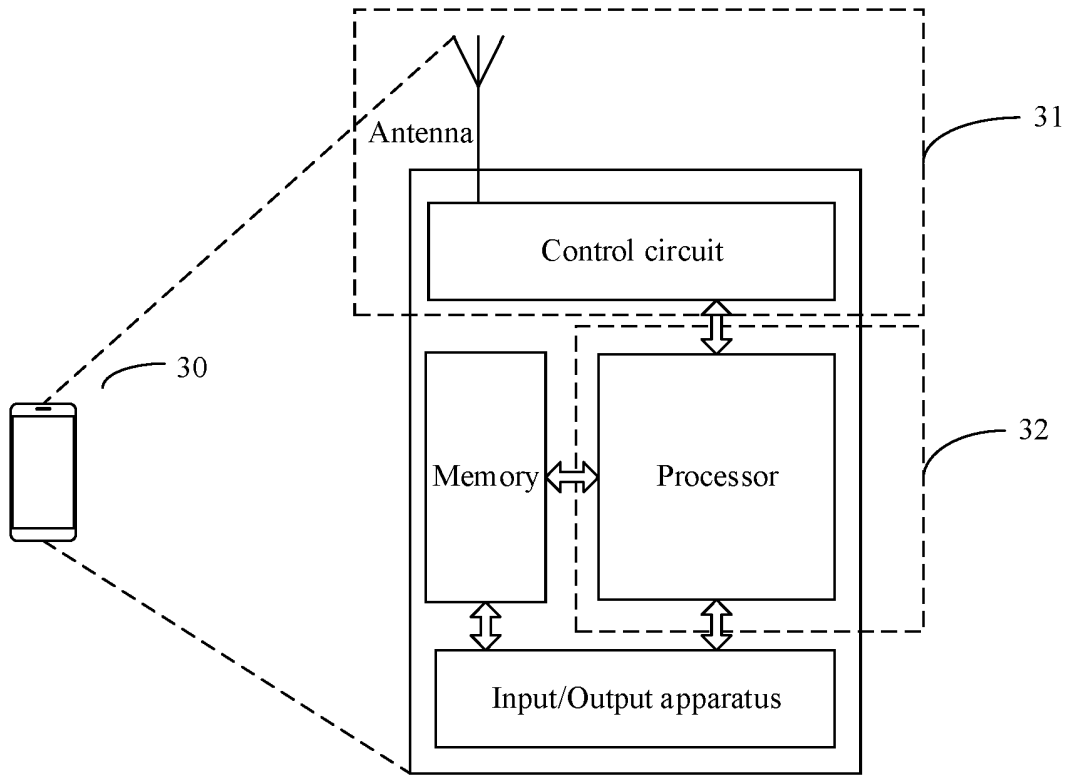 Antenna
31
Control circuit
30
32
Memory
Processor
Input/Output apparatus